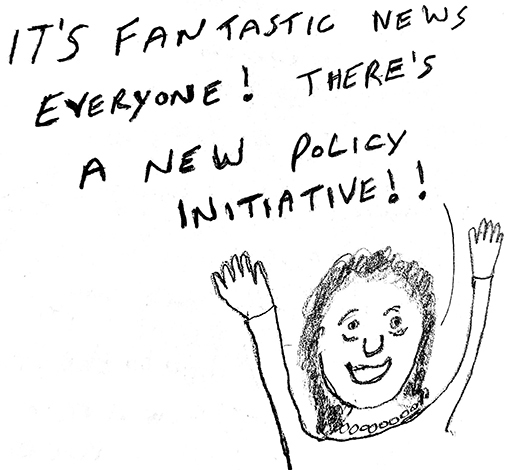 IT'S FANTASTIC NEWS
EVERYONE! THERE'S
A NEW POLICY
INITIATIVE!!